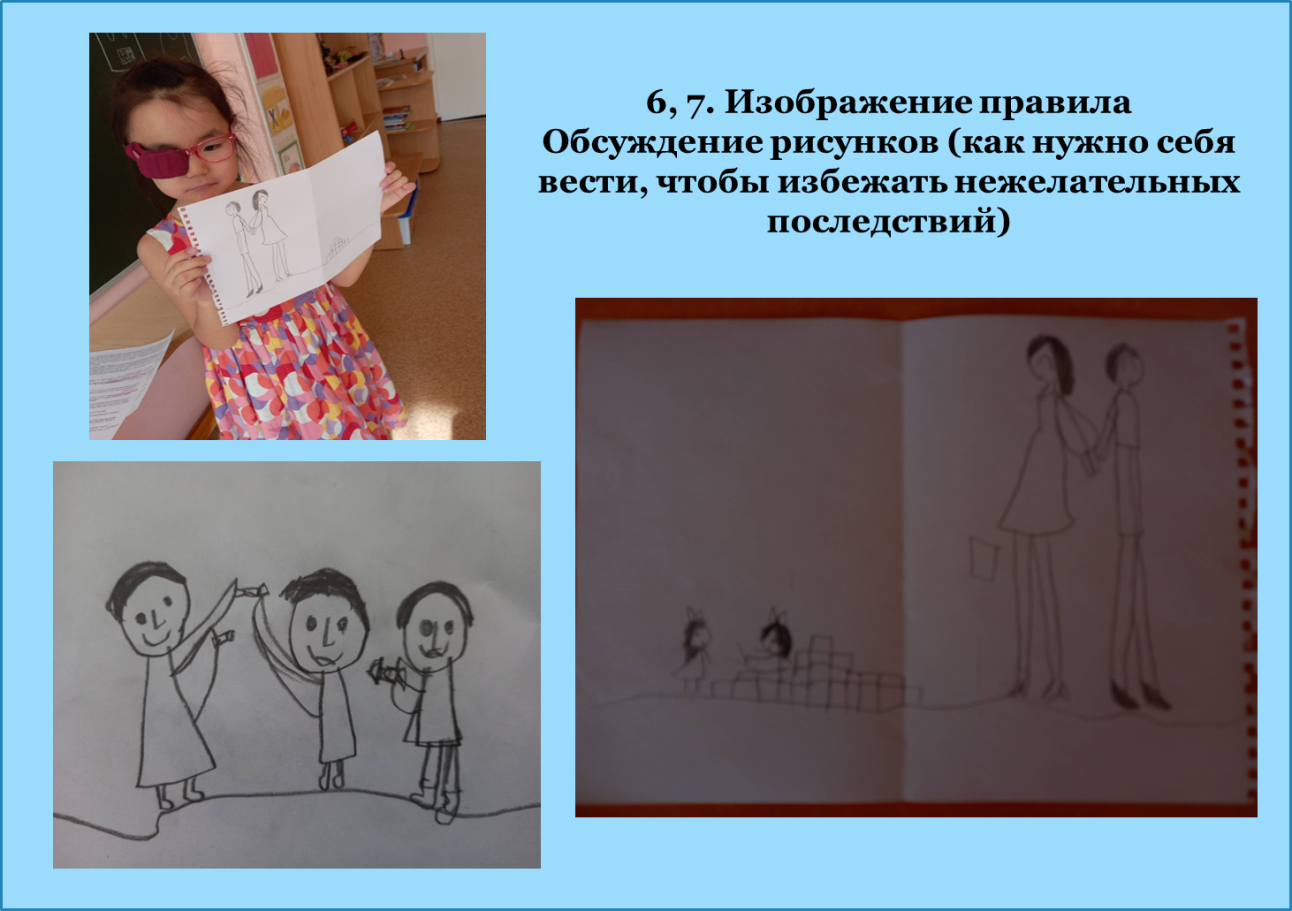 6, 7. Изображение правила
Обсуждение рисунков (как нужно себя
вести, чтобы избежать нежелательных
последствий)